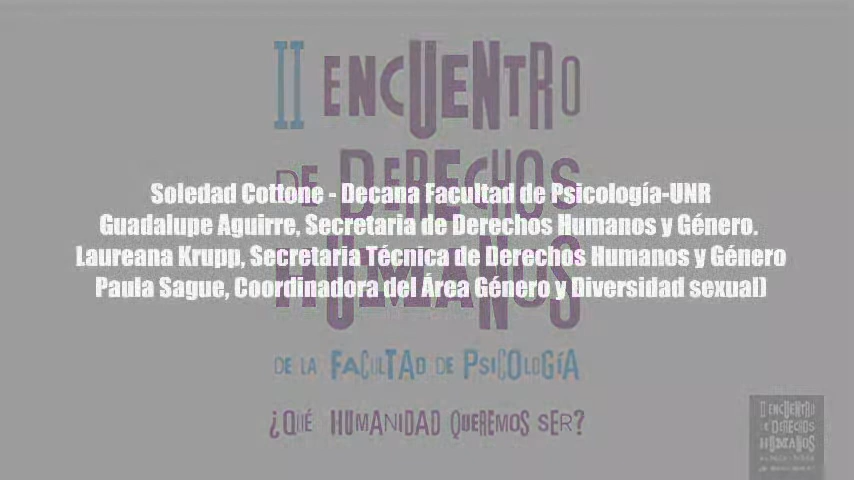 II ENCUENTRO
DE DERECHOS
HUMANOS
Soledad Cottone - Decana Facultad de Psicología-UNR
Guadalupe Aguirre, Secretaria de Derechos Humanos y Género.
Laureana Krupp, Secretaria Técnica de Derechos Humanos y Género
Paula Sague, Coordinadora del Área Género y Diversidad sexual)
DE LA FACULTAD DE PSICOLOGÍA
¿QUÉ HUMANIDAD QUEREMOS SER?
II ENCUENTRO
DE DERECHOS
HUMANOS